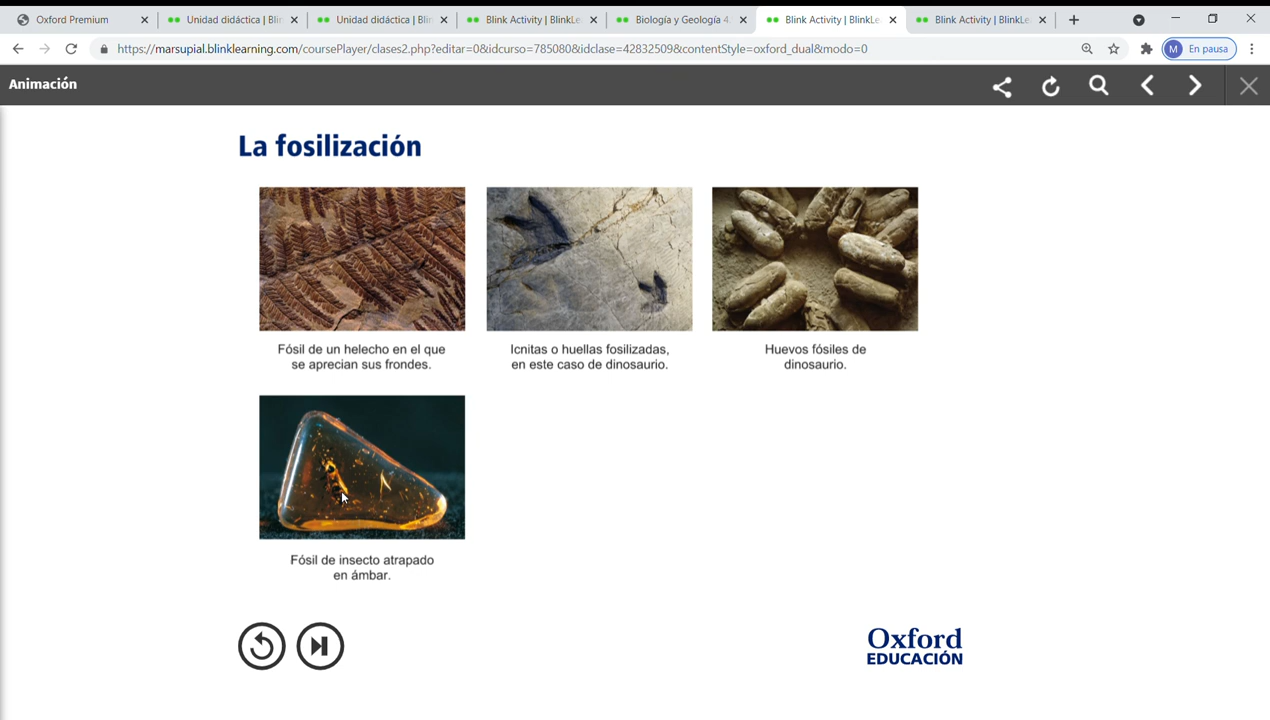 Oxford Premium
Unidad didáctica | Blin
Unidad didáctica | Blin
Blink Activity | BlinkLe
Biología y Geología 4
Blink Activity | BlinkLe
Blink Activity | BlinkLe
https://marsupial.blinklearning.com/coursePlayer/clases2.php?editar=0&idcurso=785080&idclase=42832509&contentStyle=oxford_dual&modo=0
M En pausa
Animación
La fosilización
Fósil de un helecho en el que
se aprecian sus frondes.
Icnitas o huellas fosilizadas,
en este caso de dinosaurio.
Huevos fósiles de
dinosaurio.
Fósil de insecto atrapado
en ámbar.
Oxford
EDUCACIÓN